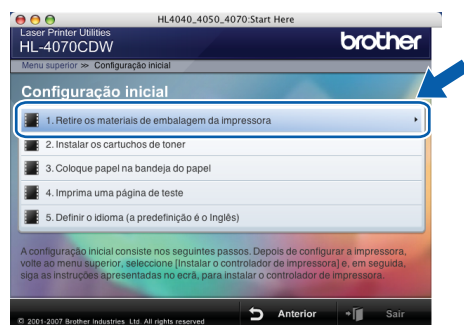 HL4040_4050_4070:Start Here
Laser Printer Utilities
HL-4070CDW
brother
Menu superior ≫ Configuração inicial
Configuração inicial
1. Retire os materiais de embalagem da impressora
2. Instalar os cartuchos de toner
3. Coloque papel na bandeja do papel
4. Imprima uma página de teste
5. Definir o idioma (a predefinição é o Inglês)
A configuração inicial consiste nos seguintes passos. Depois de configurar a impressora,
volte ao menu superior, seleccione [Instalar o controlador de impressora] e, em seguida,
siga as instruções apresentadas no ecrã, para instalar o controlador de impressora.
© 2001-2007 Brother Industries Ltd. All rights reserved
Anterior
Sair